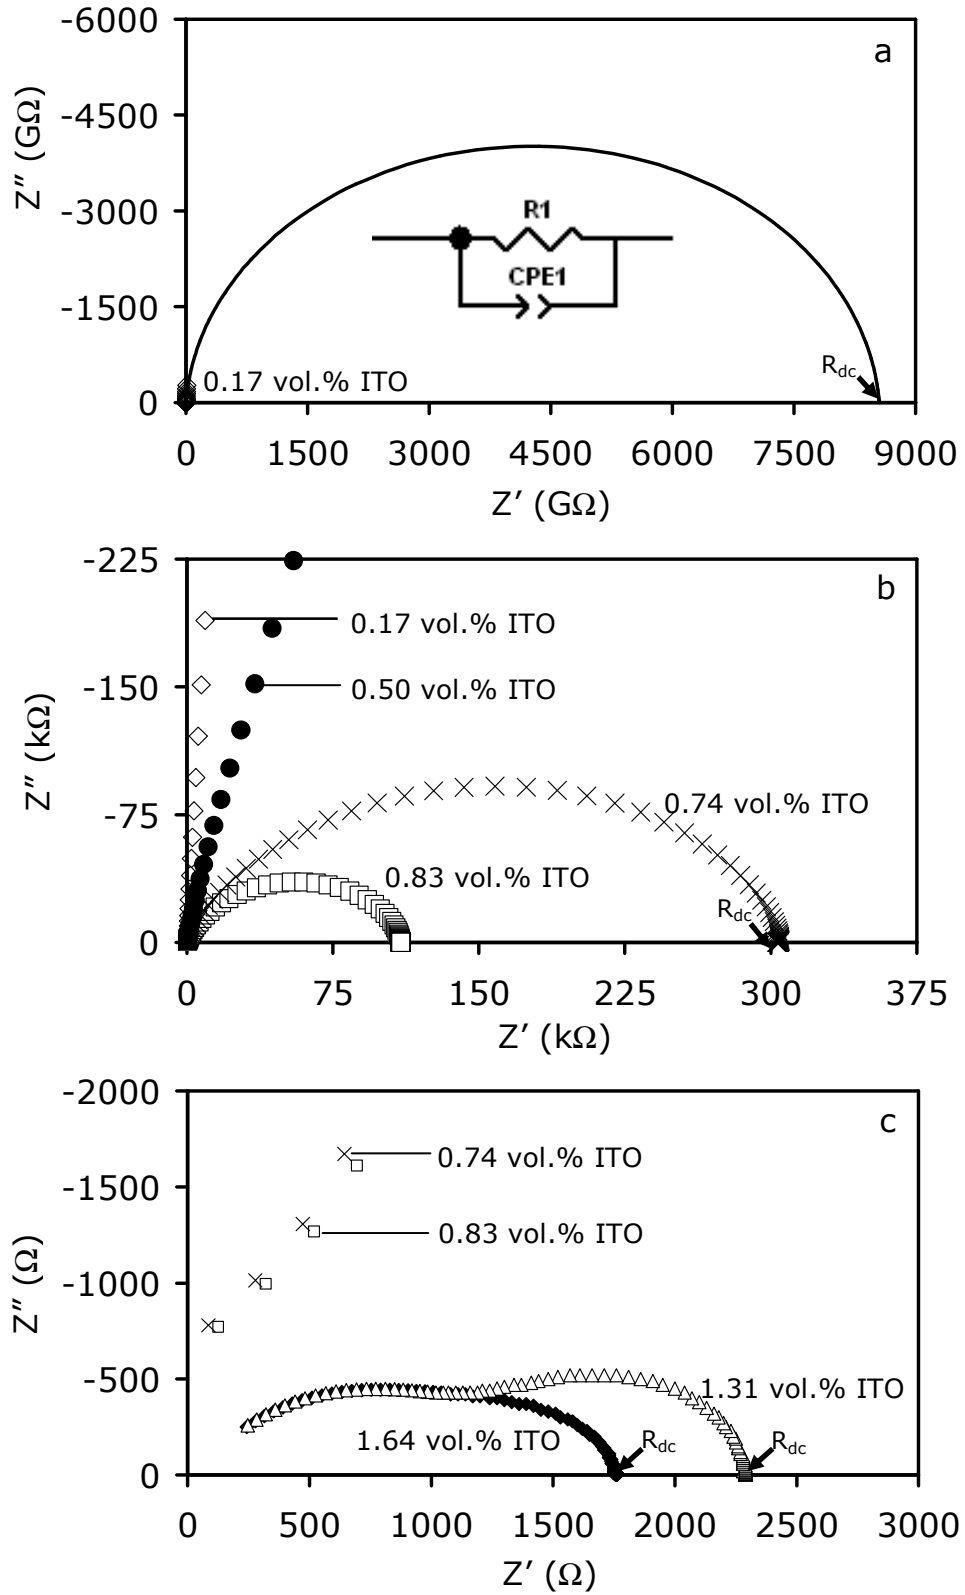 a
-6000
-4500
-3000
-1500
0
Z″ (GΩ)
R1
CPE1
0.17 vol.% ITO
Rdc
0 1500 3000 4500 6000 7500 9000
Z′ (GΩ)
b
-225
-150
-75
0
Z″ (kΩ)
0.17 vol.% ITO
0.50 vol.% ITO
0.74 vol.% ITO
0.83 vol.% ITO
Rdc
0 75 150 225 300 375
Z′ (kΩ)
c
-2000
-1500
-1000
-500
0
Z″ (Ω)
0.74 vol.% ITO
0.83 vol.% ITO
1.31 vol.% ITO
1.64 vol.% ITO
Rdc
Rdc
0 500 1000 1500 2000 2500 3000
Z′ (Ω)